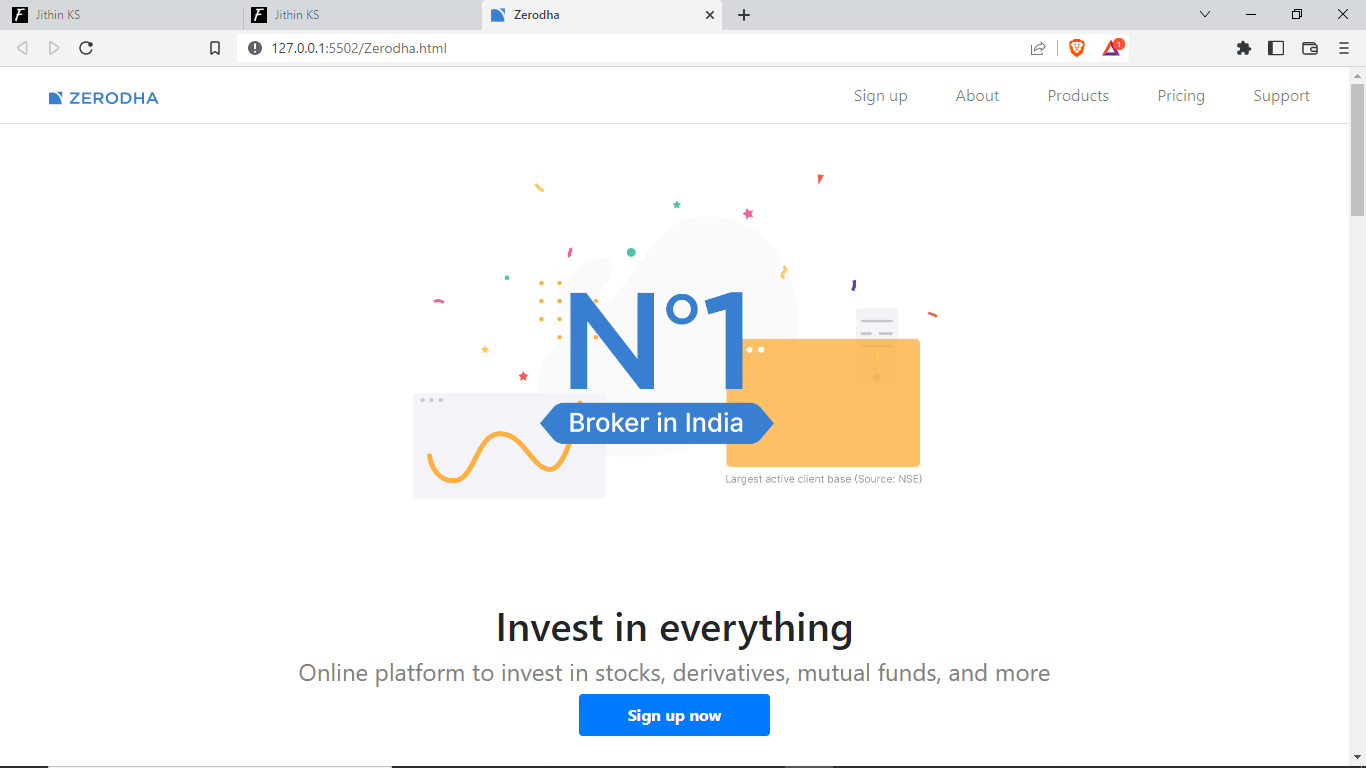 Jithin KS
Jithin KS
Zerodha
127.0.0.1:5502/Zerodha.html
1
ZERODHA
Sign up
About
Products
Pricing
Support
N°1
Broker in India
Largest active client base (Source: NSE)
Invest in everything
Online platform to invest in stocks, derivatives, mutual funds, and more
Sign up now